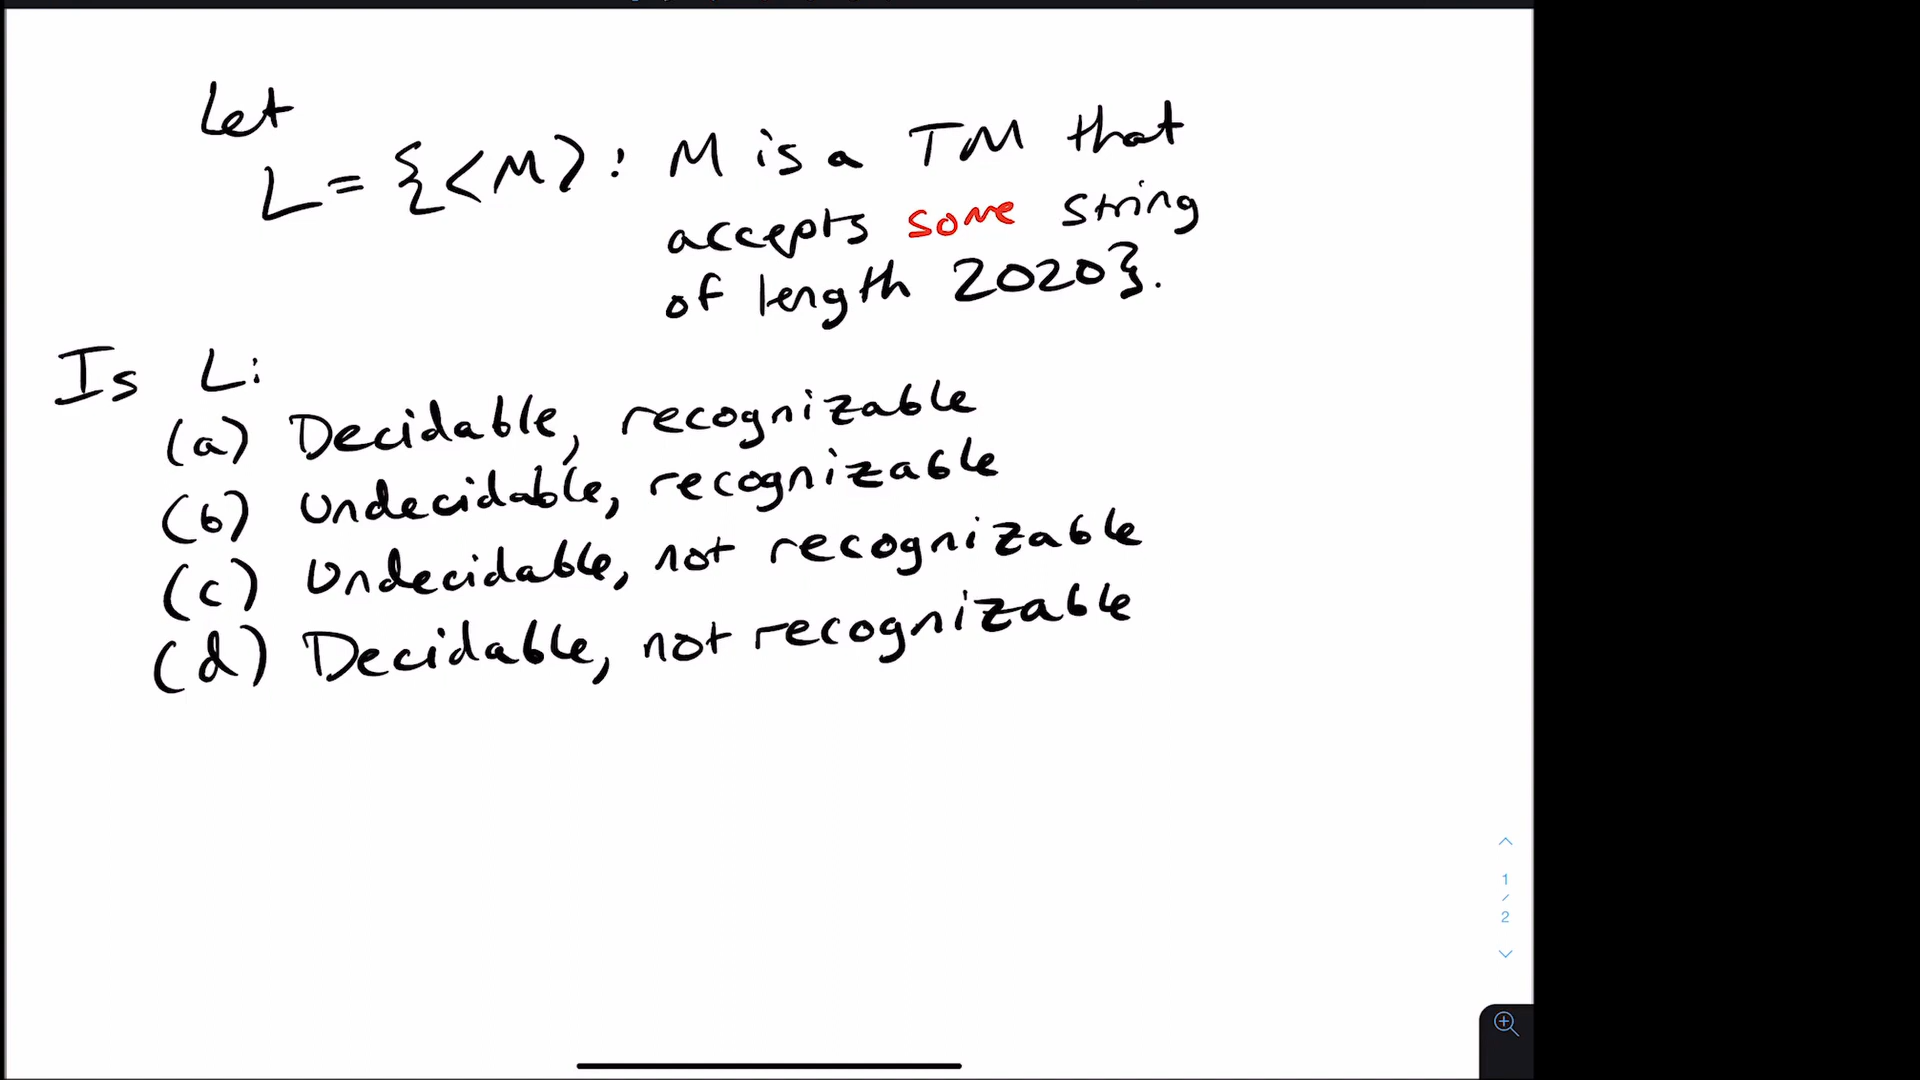 Let
L = {<M> : M is a TM that
accepts some string
of length 2020}.
Is L:
(a) Decidable, recognizable
(b) Undecidable, recognizable
(c) Undecidable, not recognizable
(d) Decidable, not recognizable
1
/
2